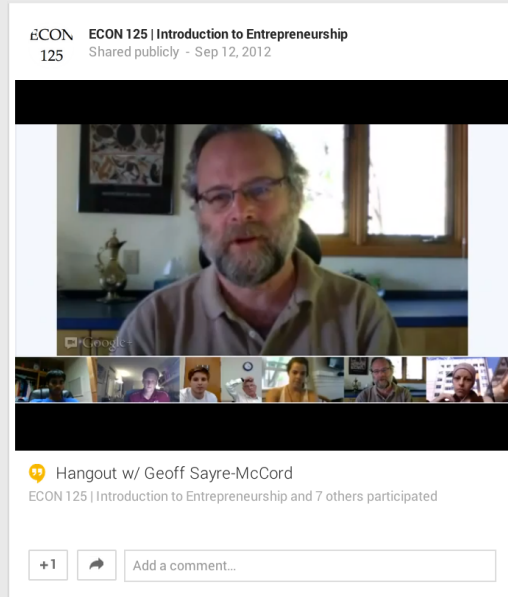 ECON
125
ECON 125 | Introduction to Entrepreneurship
Shared publicly - Sep 12, 2012
Google+
Hangout w/ Geoff Sayre-McCord
ECON 125 | Introduction to Entrepreneurship and 7 others participated
+1
Add a comment...